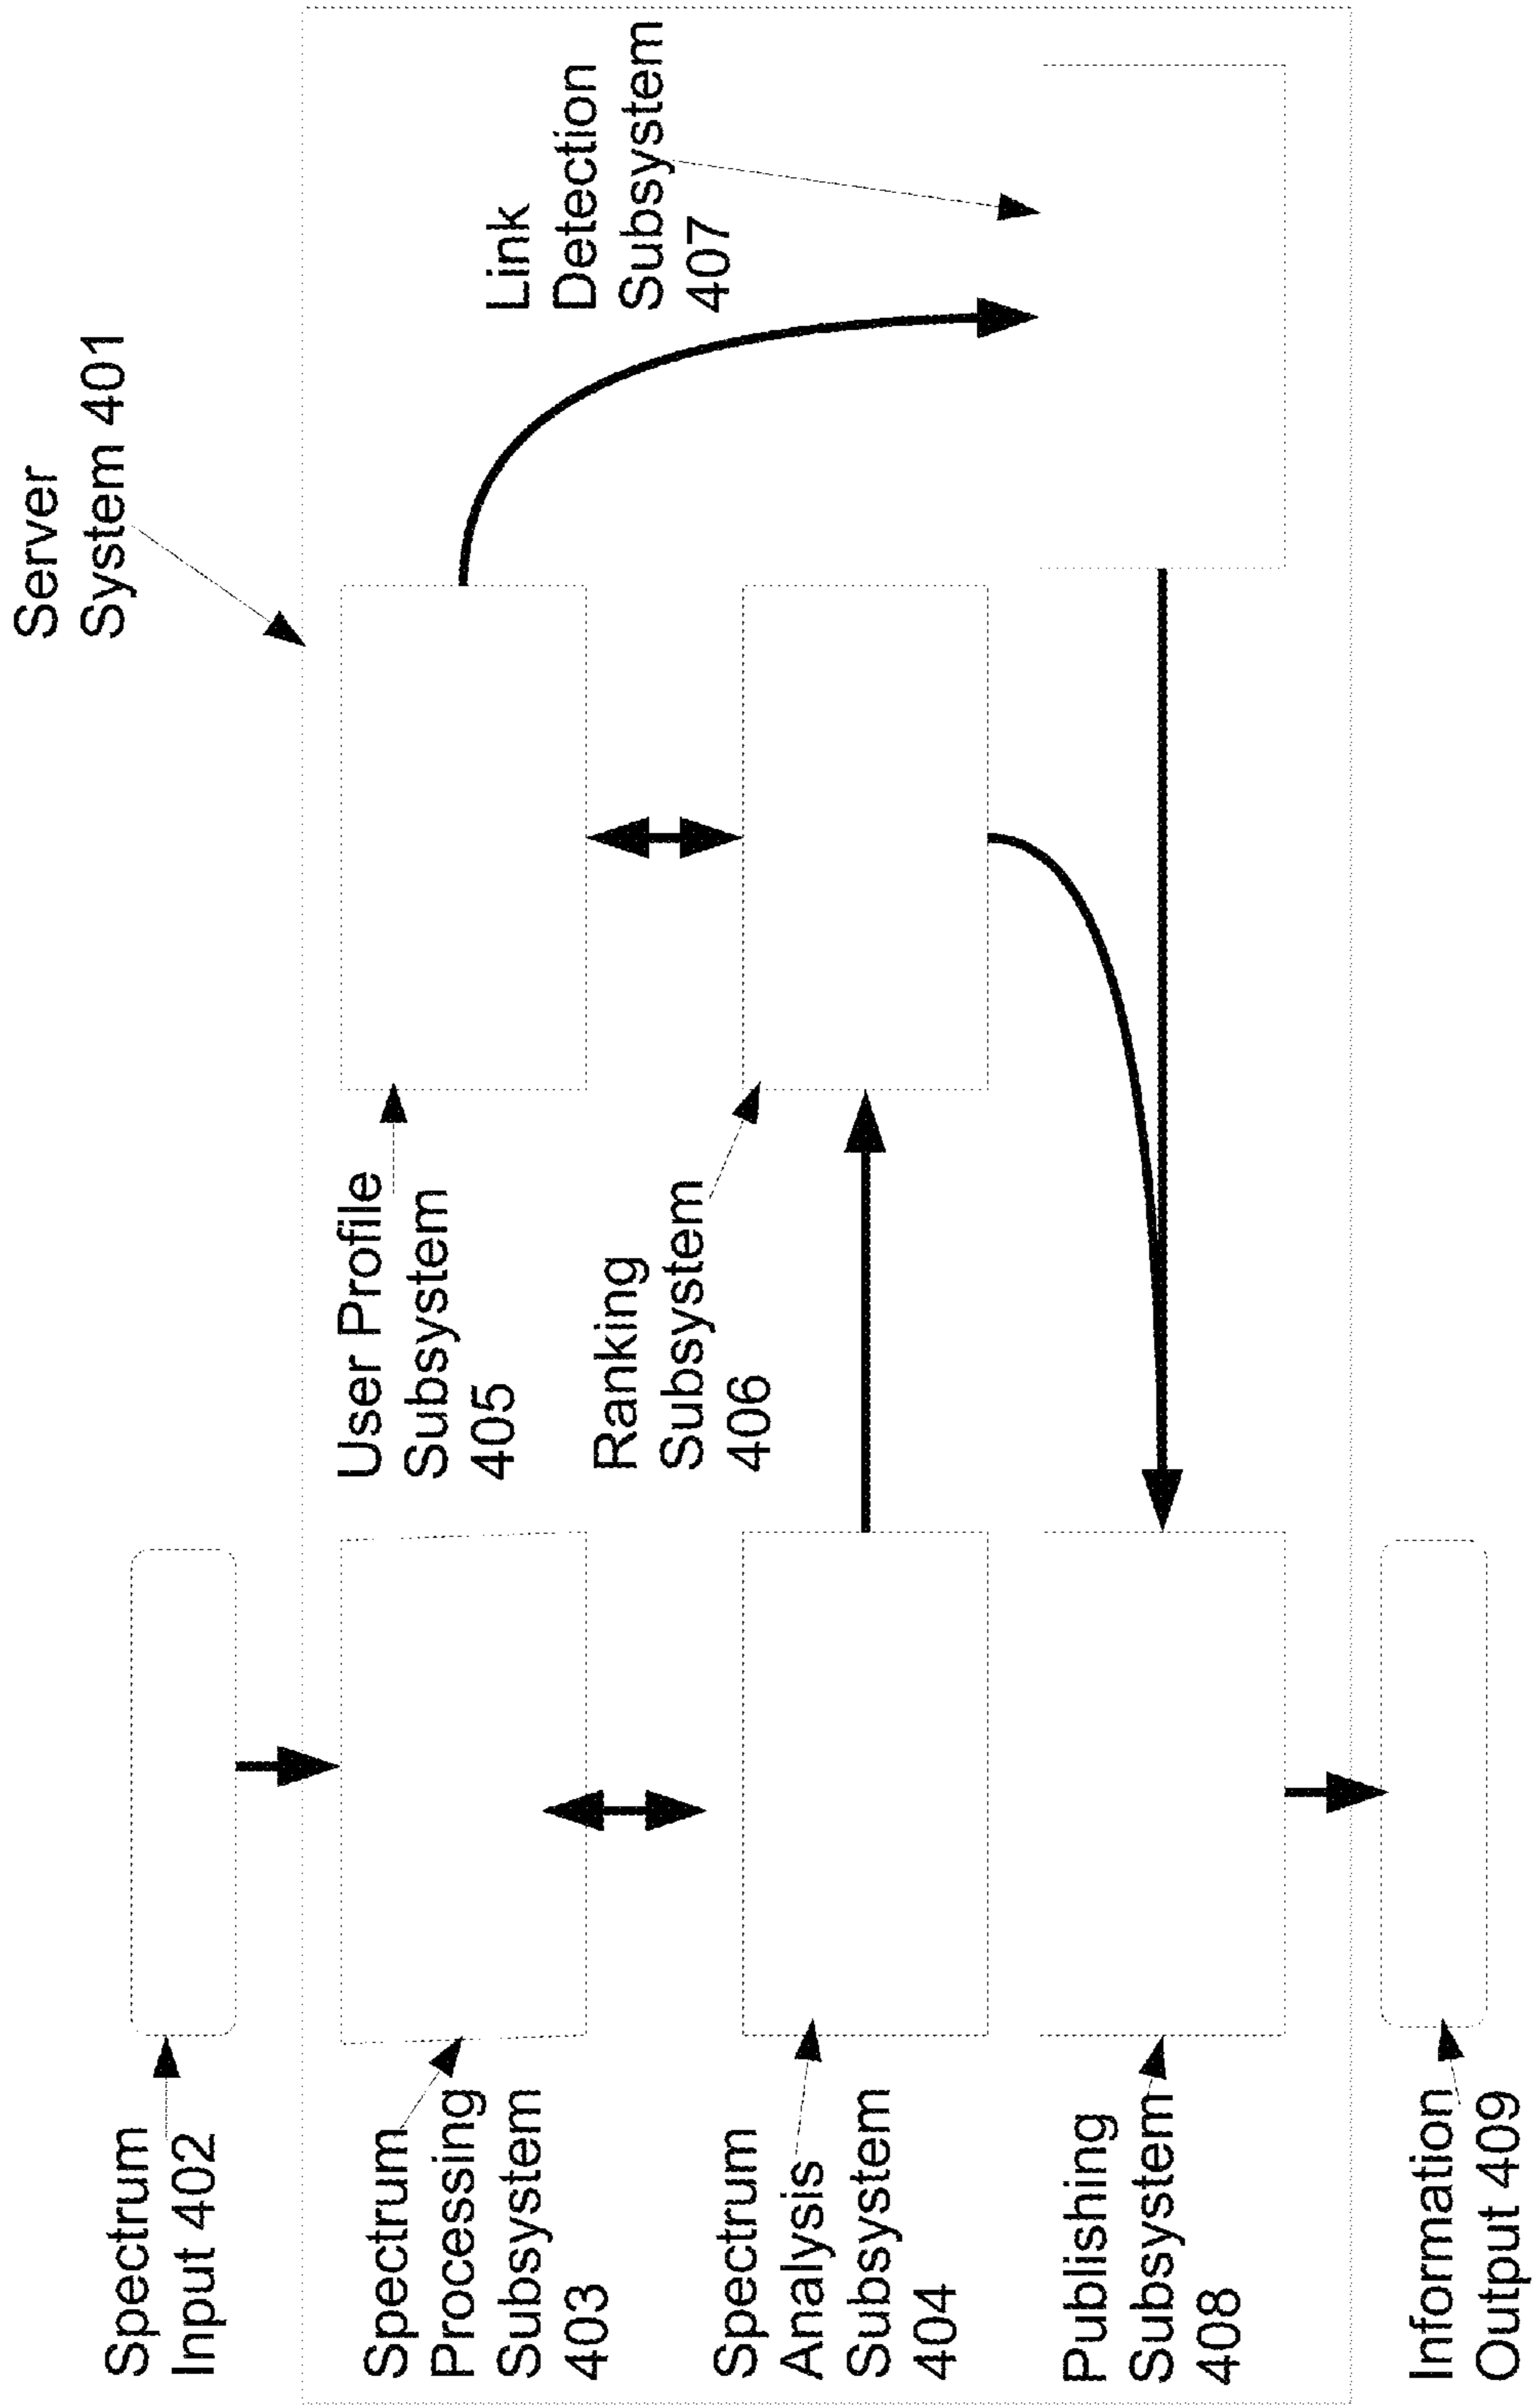 Server
System 401
Spectrum
Input 402
Spectrum
Processing
Subsystem
403
User Profile
Subsystem
405
Link
Detection
Subsystem
407
Spectrum
Analysis
Subsystem
404
Ranking
Subsystem
406
Publishing
Subsystem
408
Information
Output 409